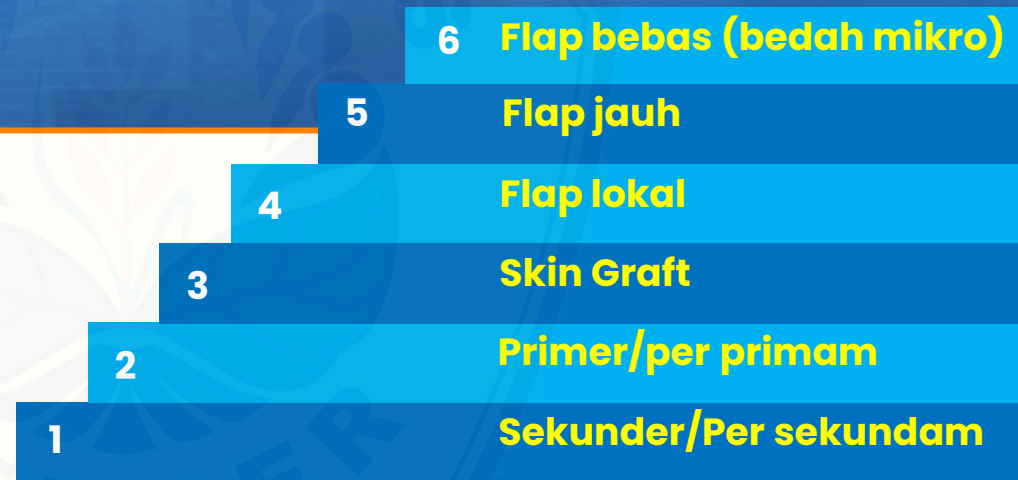 6 Flap bebas (bedah mikro)
5 Flap jauh
4 Flap lokal
3 Skin Graft
2 Primer/per primam
1 Sekunder/Per sekundam